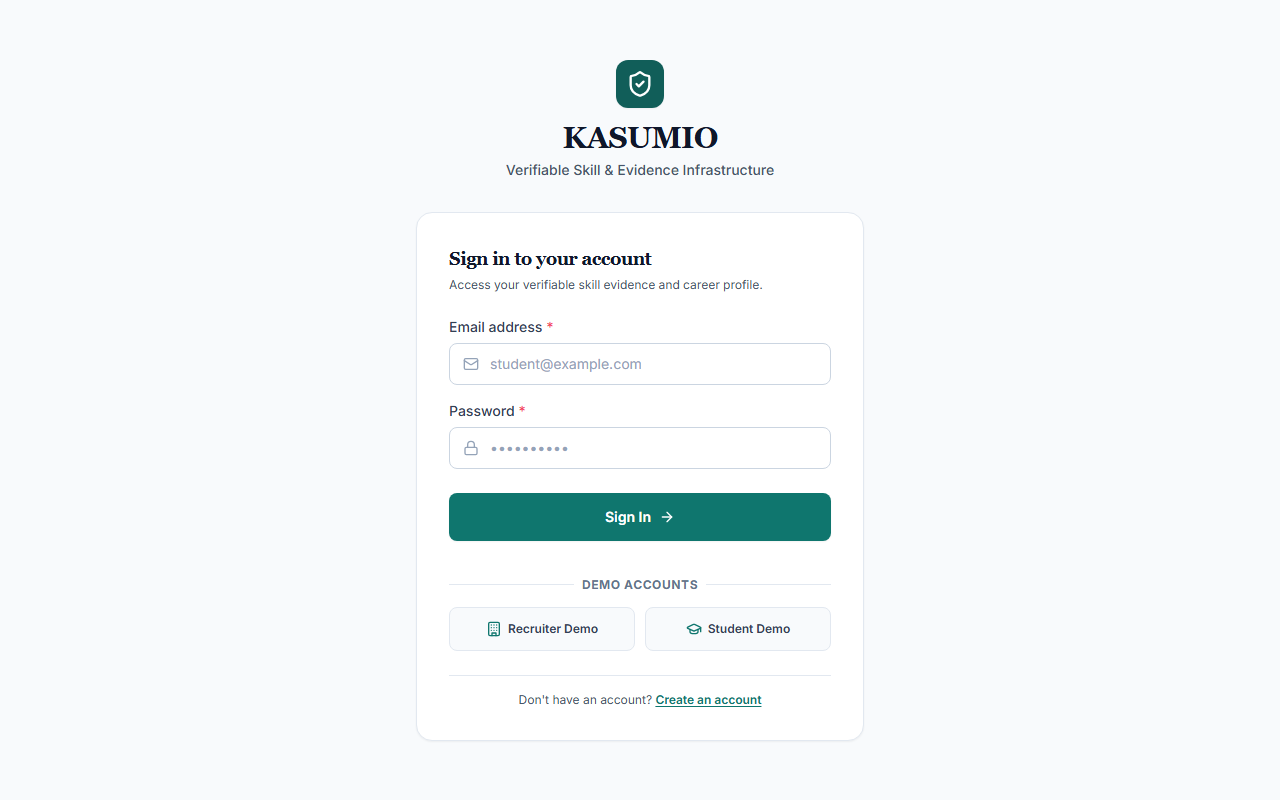 KASUMIO
Verifiable Skill & Evidence Infrastructure
Sign in to your account
Access your verifiable skill evidence and career profile.
Email address *
student@example.com
Password *
••••••••••
Sign In →
DEMO ACCOUNTS
Recruiter Demo
Student Demo
Don't have an account? Create an account